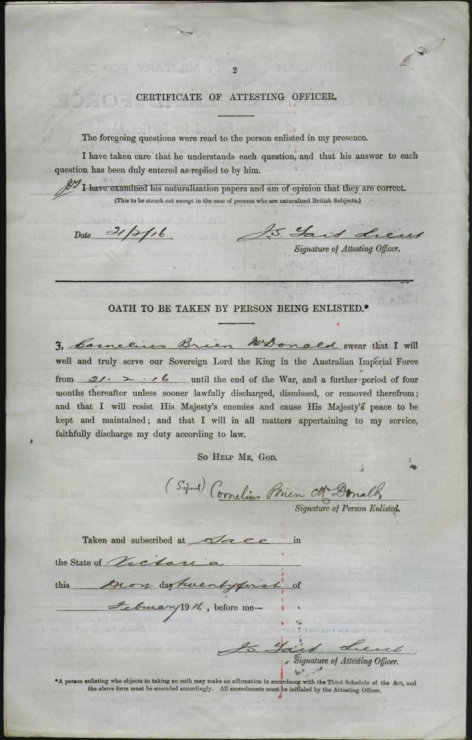 2
CERTIFICATE OF ATTESTING OFFICER.
The foregoing questions were read to the person enlisted in my presence.
I have taken care that he understands each question, and that his answer to each
question has been duly entered as replied to by him.
I have examined his naturalization papers and am of opinion that they are correct.
(This to be struck out except in the case of persons who are naturalized British Subjects.)
Date 21/2/16 J S Tait Lieut
Signature of Attesting Officer.
OATH TO BE TAKEN BY PERSON BEING ENLISTED.*
3, Cornelius Brien McDonald swear that I will
well and truly serve our Sovereign Lord the King in the Australian Imperial Force
from 21.2.16 until the end of the War, and a further period of four
months thereafter unless sooner lawfully discharged, dismissed, or removed therefrom;
and that I will resist His Majesty's enemies and cause His Majesty's peace to be
kept and maintained; and that I will in all matters appertaining to my service,
faithfully discharge my duty according to law.
SO HELP ME, GOD.
(Signed) Cornelius Brien McDonald
Signature of Person Enlisted.
Taken and subscribed at Sale in
the State of Victoria
this Mon day twenty first of
February 1916, before me—
J S Tait Lieut
Signature of Attesting Officer.
*A person enlisting who objects to taking an oath may make an affirmation in accordance with the Third Schedule of the Act, and
the above form must be amended accordingly. All amendments must be initialed by the Attesting Officer.